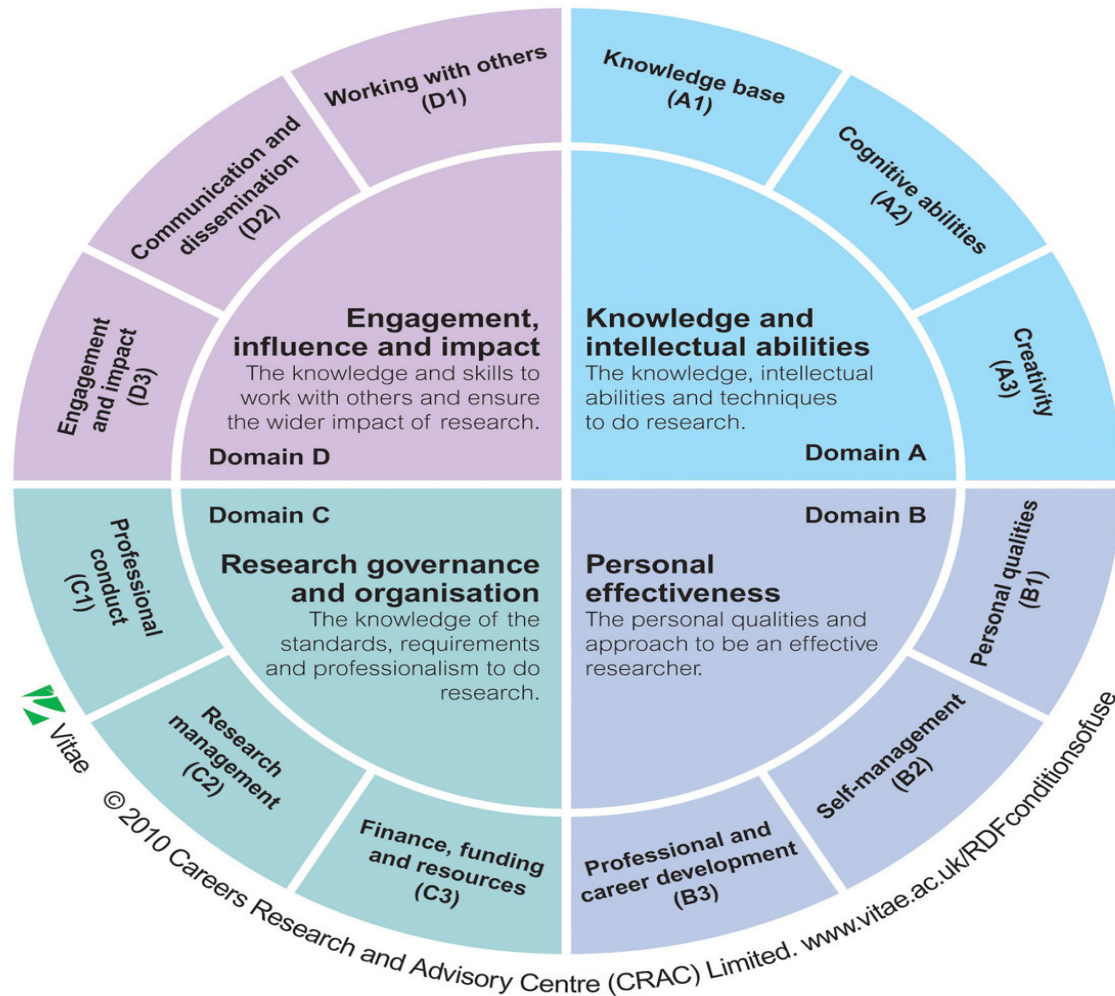 Working with others
(D1)
Knowledge base
(A1)
Communication and
dissemination
(D2)
Cognitive abilities
(A2)
Engagement
and impact
(D3)
Creativity
(A3)
Engagement,
influence and impact
The knowledge and skills to
work with others and ensure
the wider impact of research.
Domain D
Knowledge and
intellectual abilities
The knowledge, intellectual
abilities and techniques
to do research.
Domain A
Domain C
Research governance
and organisation
The knowledge of the
standards, requirements
and professionalism to do
research.
Domain B
Personal
effectiveness
The personal qualities and
approach to be an effective
researcher.
Professional
conduct
(C1)
Personal qualities
(B1)
Research
management
(C2)
Self-management
(B2)
Finance, funding
and resources
(C3)
Professional and
career development
(B3)
Vitae © 2010 Careers Research and Advisory Centre (CRAC) Limited. www.vitae.ac.uk/RDFconditionsofuse